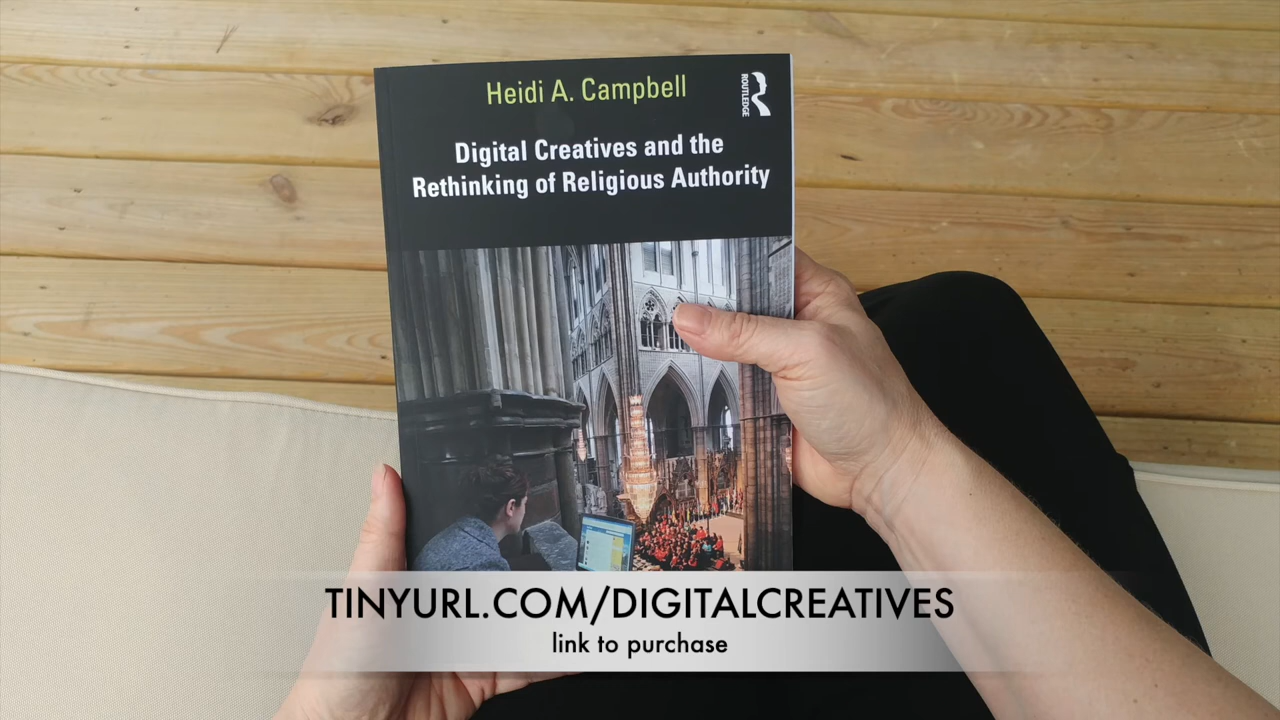 Heidi A. Campbell
ROUTLEDGE
Digital Creatives and the
Rethinking of Religious Authority
TINYURL.COM/DIGITALCREATIVES
link to purchase